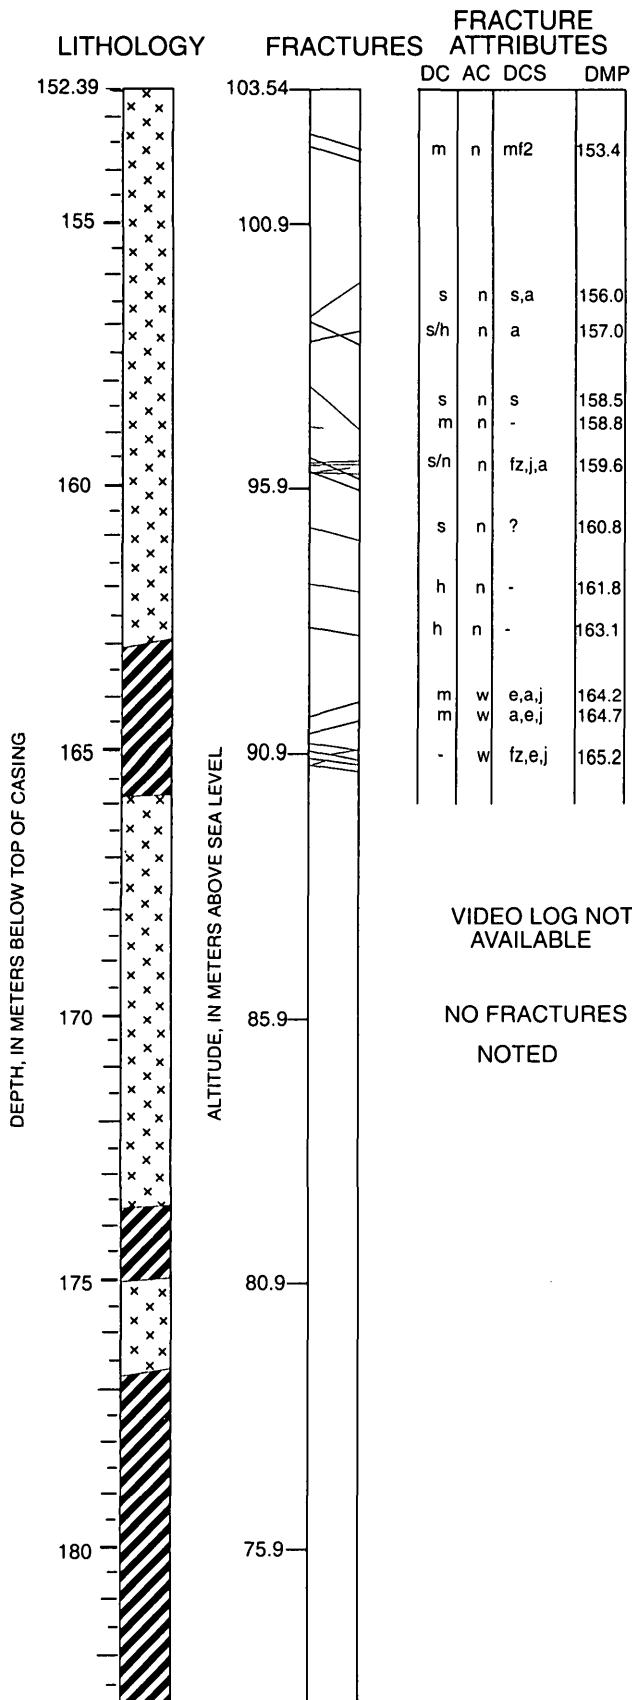 LITHOLOGY
FRACTURES
FRACTURE
ATTRIBUTES
DC AC DCS DMP
152.39
103.54
m n mf2 153.4
155
100.9
s n s,a 156.0
s/h n a 157.0
s n s 158.5
m n - 158.8
s/n n fz,j,a 159.6
160
95.9
s n ? 160.8
h n - 161.8
h n - 163.1
m w e,a,j 164.2
m w a,e,j 164.7
165
90.9
- w fz,e,j 165.2
DEPTH, IN METERS BELOW TOP OF CASING
ALTITUDE, IN METERS ABOVE SEA LEVEL
VIDEO LOG NOT
AVAILABLE
170
85.9
NO FRACTURES
NOTED
175
80.9
180
75.9